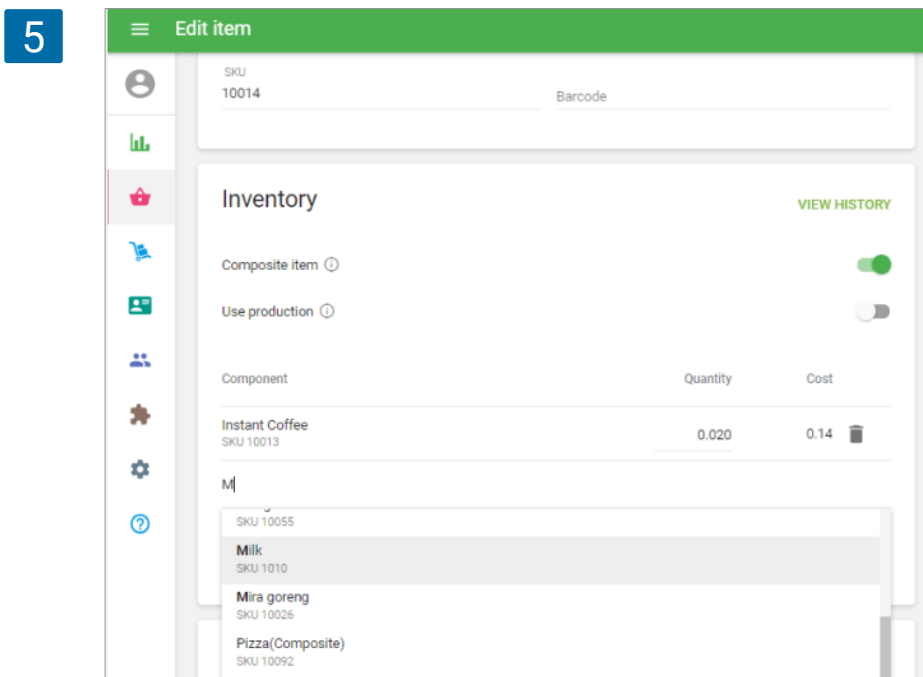 5
Edit item
SKU
10014
Barcode
Inventory
VIEW HISTORY
Composite item
Use production
Component Quantity Cost
Instant Coffee
SKU 10013
0.020 0.14
M
SKU 10055
Milk
SKU 1010
Mira goreng
SKU 10026
Pizza(Composite)
SKU 10092